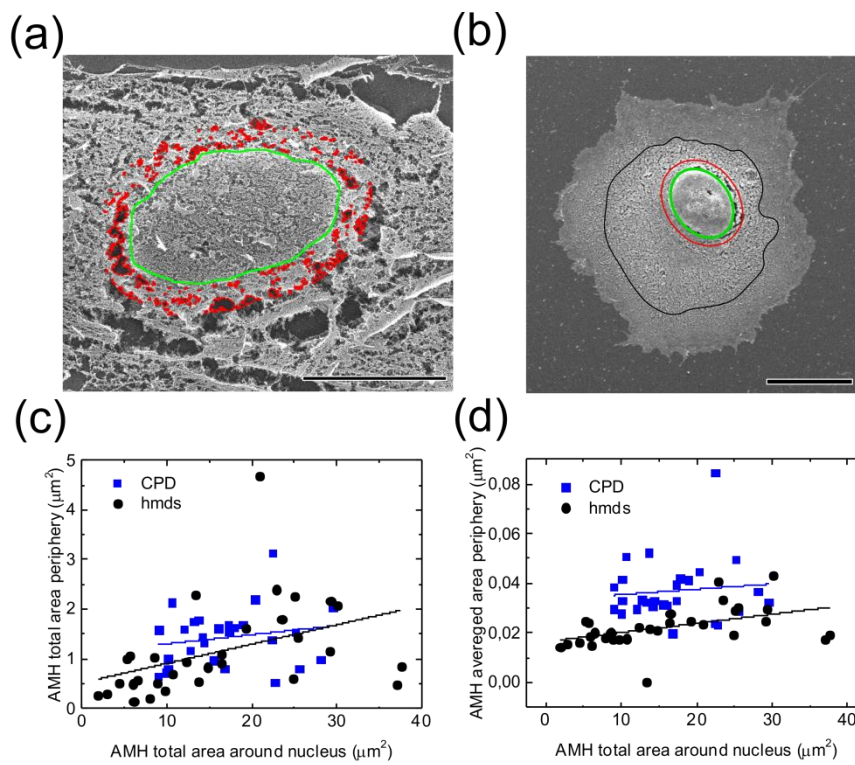 (a)
(b)
(c)
5
4
3
2
1
0
0 10 20 30 40
AMH total area periphery (μm²)
CPD
hmds
AMH total area around nucleus (μm²)
(d)
0,08
0,06
0,04
0,02
0,00
0 10 20 30 40
AMH avereged area periphery (μm²)
CPD
hmds
AMH total area around nucleus (μm²)